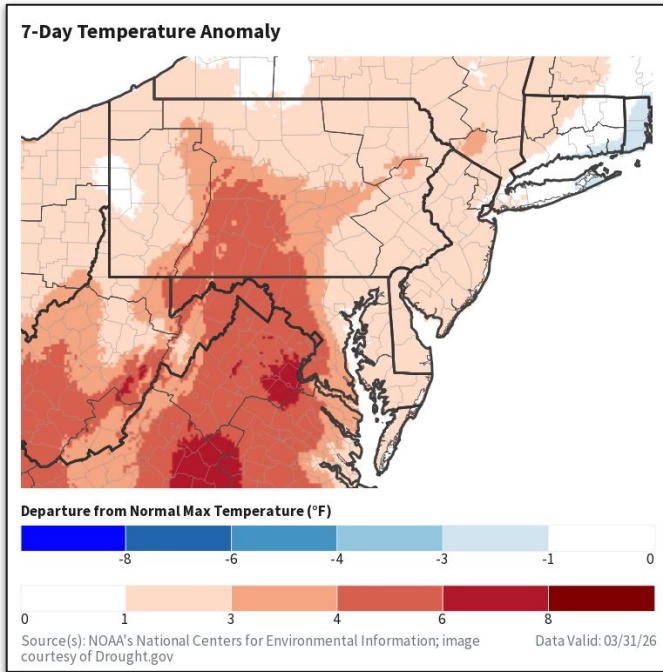 7-Day Temperature Anomaly
Departure from Normal Max Temperature (°F)
-8 -6 -4 -3 -1 0
0 1 3 4 6 8
Source(s): NOAA's National Centers for Environmental Information; image
courtesy of Drought.gov
Data Valid: 03/31/26